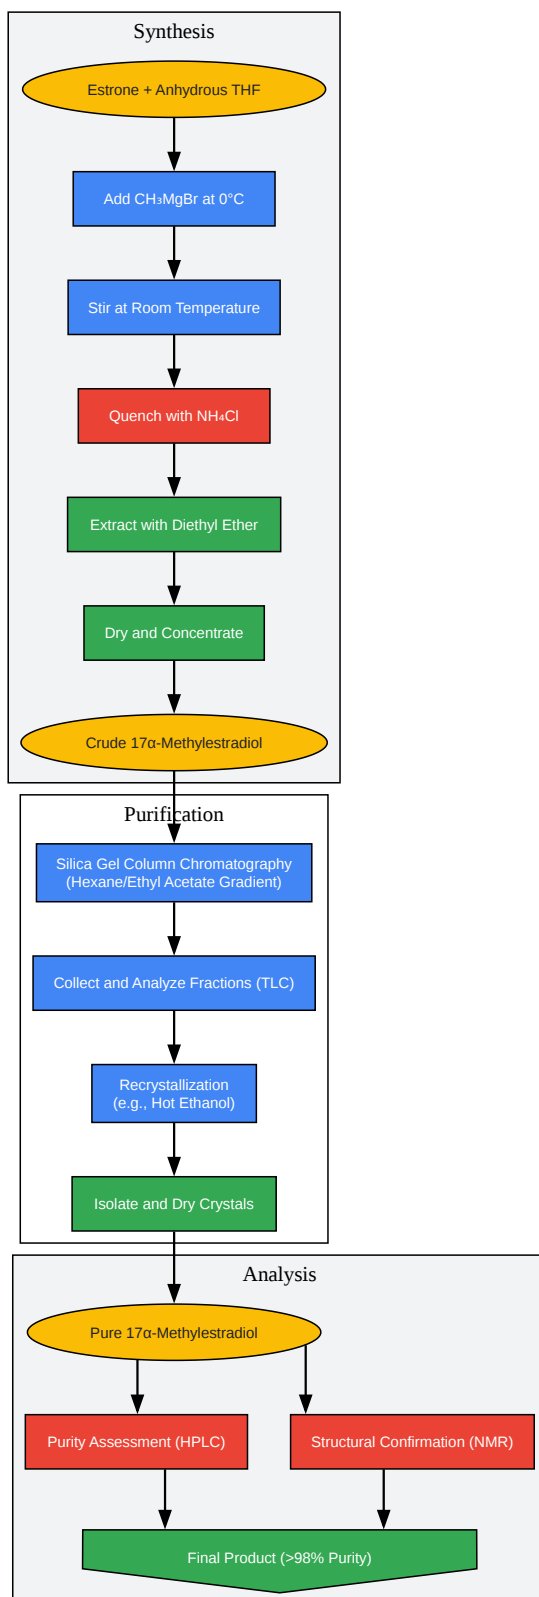 Synthesis
Estrone + Anhydrous THF
Add CH₃MgBr at 0°C
Stir at Room Temperature
Quench with NH₄Cl
Extract with Diethyl Ether
Dry and Concentrate
Crude 17α-Methylestradiol
Purification
Silica Gel Column Chromatography
(Hexane/Ethyl Acetate Gradient)
Collect and Analyze Fractions (TLC)
Recrystallization
(e.g., Hot Ethanol)
Isolate and Dry Crystals
Analysis
Pure 17α-Methylestradiol
Purity Assessment (HPLC)
Structural Confirmation (NMR)
Final Product (>98% Purity)